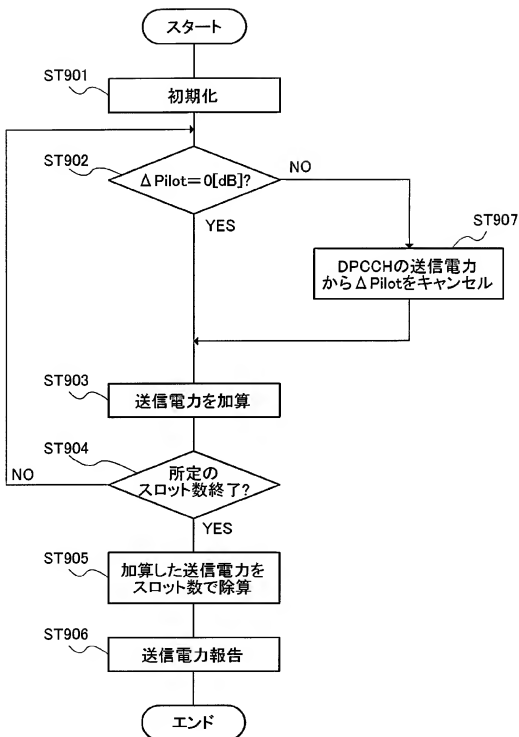 スタート
ST901
初期化
ST902
Δ Pilot=0[dB]?
NO
YES
ST907
DPCCHの送信電力
からΔ Pilotをキャンセル
ST903
送信電力を加算
ST904
所定の
スロット数終了?
NO
YES
ST905
加算した送信電力を
スロット数で除算
ST906
送信電力報告
エンド